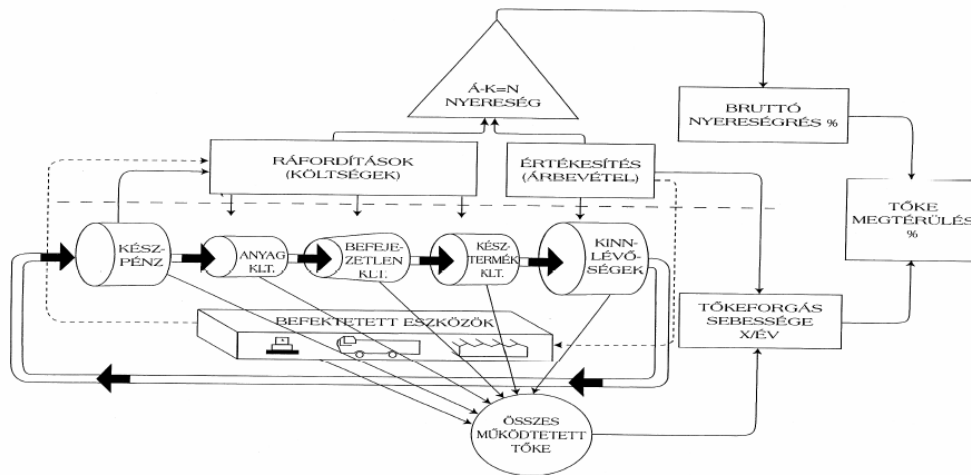 Á-K=N
NYERESÉG
BRUTTÓ
NYERESÉGRÉS %
RÁFORDÍTÁSOK
(KÖLTSÉGEK)
ÉRTÉKESÍTÉS
(ÁRBEVÉTEL)
TŐKE
MEGTÉRÜLÉS
%
KÉSZ-
PÉNZ
ANYAG
KLT.
BEFEJE-
ZETLEN
KLT.
KÉSZ-
TERMÉK
KLT.
KINN-
LÉVŐ-
SÉGEK
BEFEKTETETT ESZKÖZÖK
TŐKEFORGÁS
SEBESSÉGE
X/ÉV
ÖSSZES
MŰKÖDTETETT
TŐKE